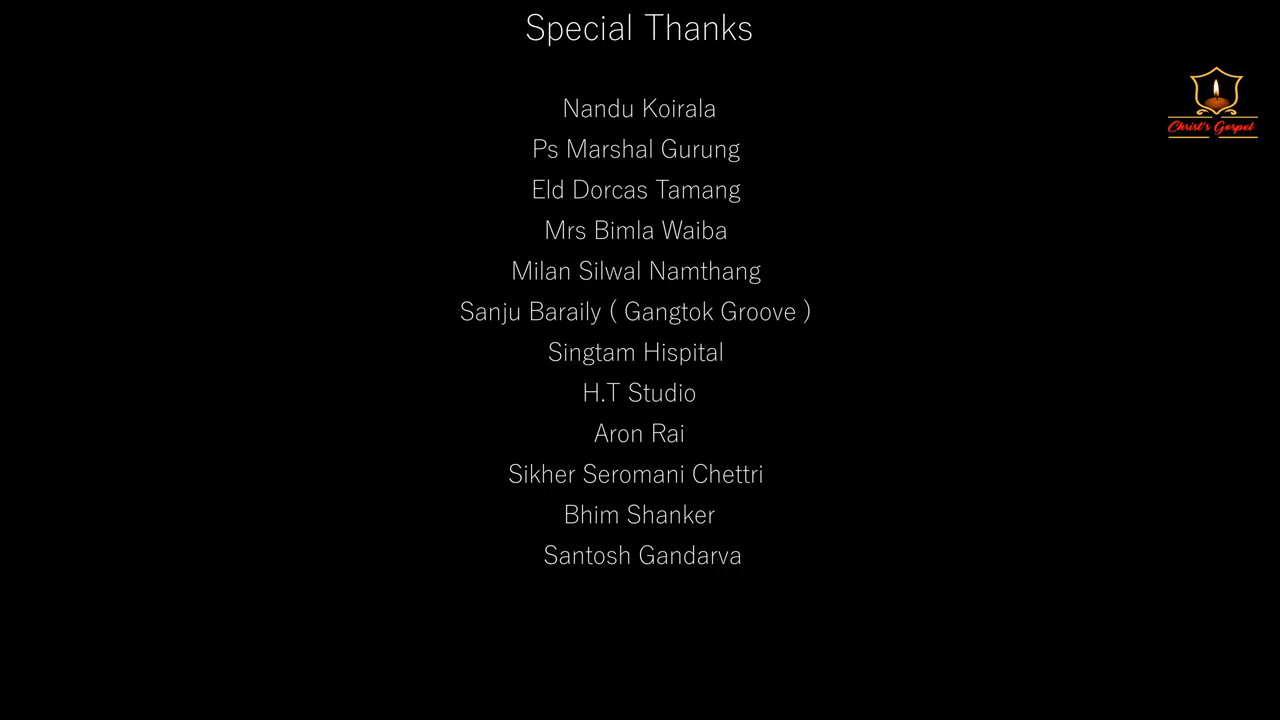 Special Thanks
Nandu Koirala
Ps Marshal Gurung
Eld Dorcas Tamang
Mrs Bimla Waiba
Milan Silwal Namthang
Sanju Baraily ( Gangtok Groove )
Singtam Hispital
H.T Studio
Aron Rai
Sikher Seromani Chettri
Bhim Shanker
Santosh Gandarva
Christ's Gospel